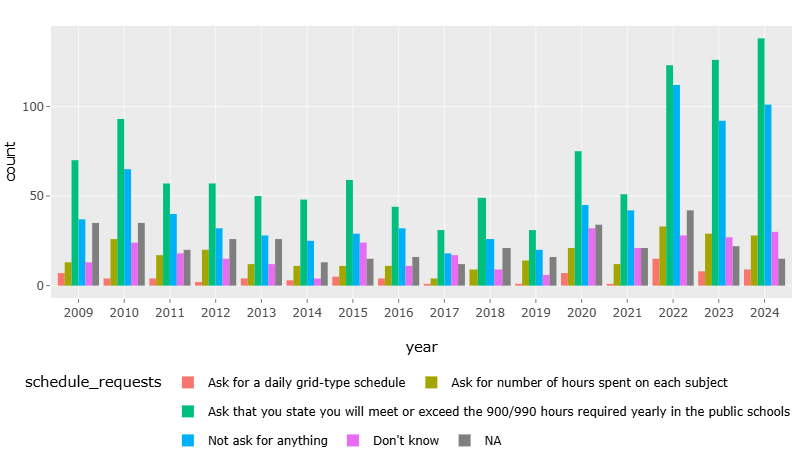 count
100
50
0
2009 2010 2011 2012 2013 2014 2015 2016 2017 2018 2019 2020 2021 2022 2023 2024
year
schedule_requests
Ask for a daily grid-type schedule Ask for number of hours spent on each subject
Ask that you state you will meet or exceed the 900/990 hours required yearly in the public schools
Not ask for anything Don't know NA